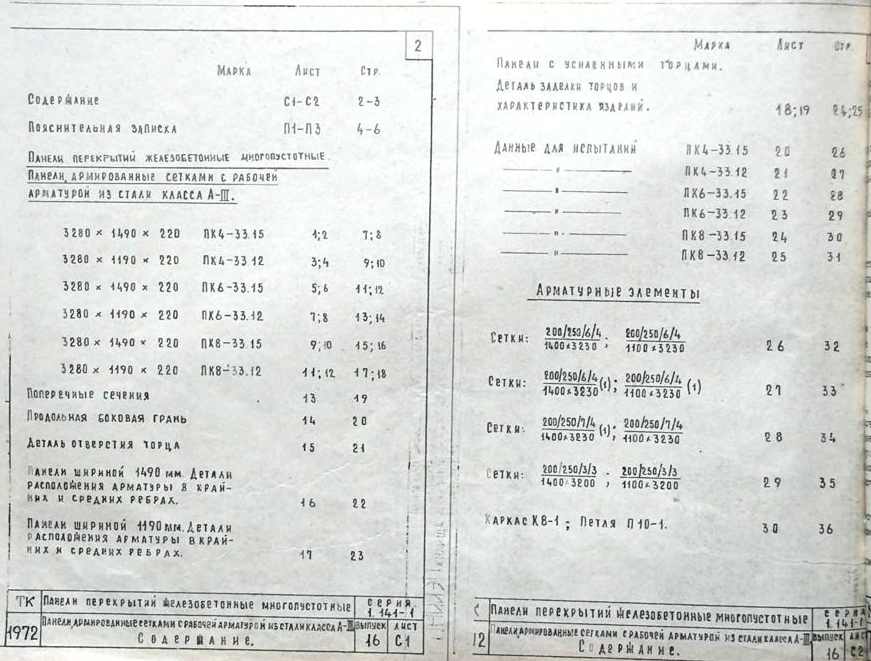 2
Марка Лист Стр.
Содержание С1-С2 2-3
Пояснительная записка П1-П3 4-6
Панели перекрытий железобетонные многопустотные.
Панели, армированные сетками с рабочей
арматурой из стали класса А-III.
3280 × 1490 × 220 ПК4-33.15 1;2 7;8
3280 × 1190 × 220 ПК4-33.12 3;4 9;10
3280 × 1490 × 220 ПК6-33.15 5;6 11;12
3280 × 1190 × 220 ПК6-33.12 7;8 13;14
3280 × 1490 × 220 ПК8-33.15 9;10 15;16
3280 × 1190 × 220 ПК8-33.12 11;12 17;18
Поперечные сечения 13 19
Продольная боковая грань 14 20
Деталь отверстия торца 15 21
Панели шириной 1490 мм. Детали
расположения арматуры в край-
них и средних ребрах. 16 22
Панели шириной 1190 мм. Детали
расположения арматуры в край-
них и средних ребрах. 17 23
ТК Панели перекрытий железобетонные многопустотные серия 1.141-1
1972 Панели, армированные сетками с рабочей арматурой из стали класса А-III выпуск лист
Содержание. 16 С1
Марка Лист Стр.
Панели с усиленными торцами.
Деталь заделки торцов и
характеристика изделий. 18;19 24;25
Данные для испытаний ПК4-33.15 20 26
—— " —— ПК4-33.12 21 27
—— " —— ПК6-33.15 22 28
—— " —— ПК6-33.12 23 29
—— " —— ПК8-33.15 24 30
—— " —— ПК8-33.12 25 31
Арматурные элементы
Сетки: 200/250/6/4 / 1400×3230 ; 200/250/6/4 / 1100×3230 26 32
Сетки: 200/250/6/4 / 1400×3230 (1); 200/250/6/4 / 1100×3230 (1) 27 33
Сетки: 200/250/7/4 / 1400×3230 (1); 200/250/7/4 / 1100×3230 28 34
Сетки: 200/250/3/3 / 1400×3200 ; 200/250/3/3 / 1100×3200 29 35
Каркас К8-1; Петля П10-1. 30 36
Панели перекрытий железобетонные многопустотные серия 1.141-1
72 Панели, армированные сетками с рабочей арматурой из стали класса А-III выпуск лист
Содержание. 16 С2